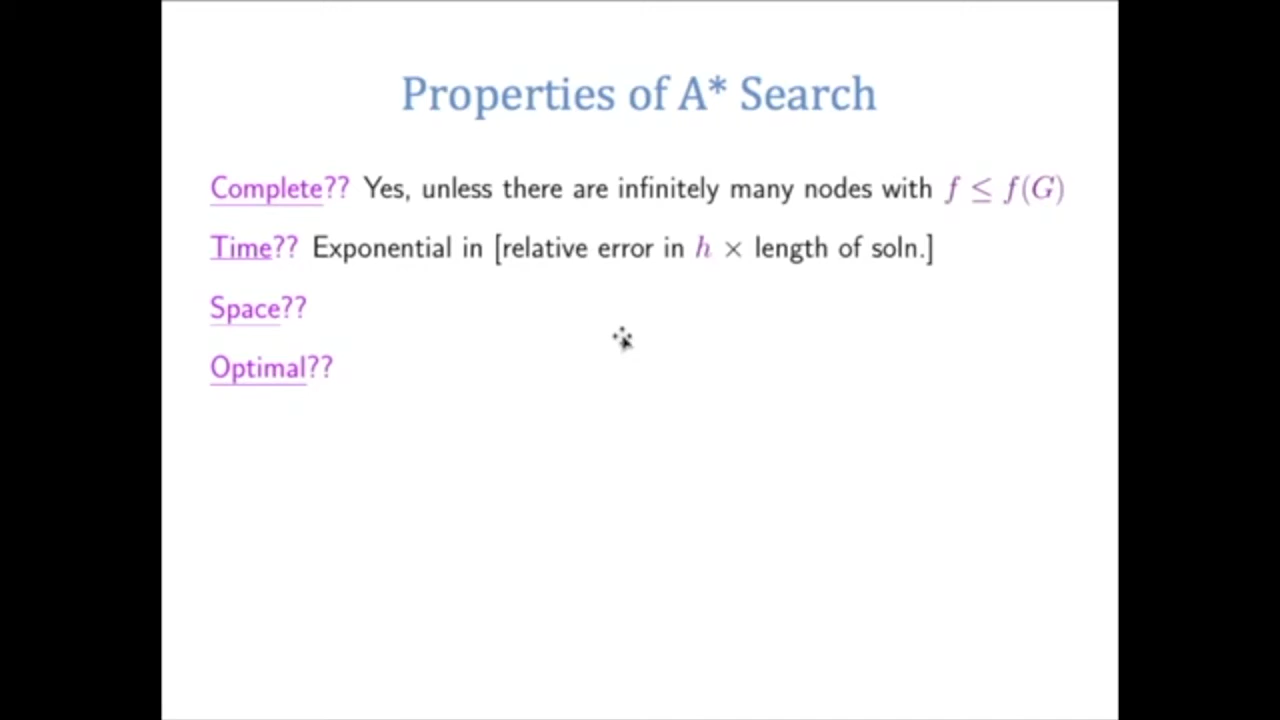 Properties of A* Search
Complete?? Yes, unless there are infinitely many nodes with f ≤ f(G)
Time?? Exponential in [relative error in h × length of soln.]
Space??
Optimal??